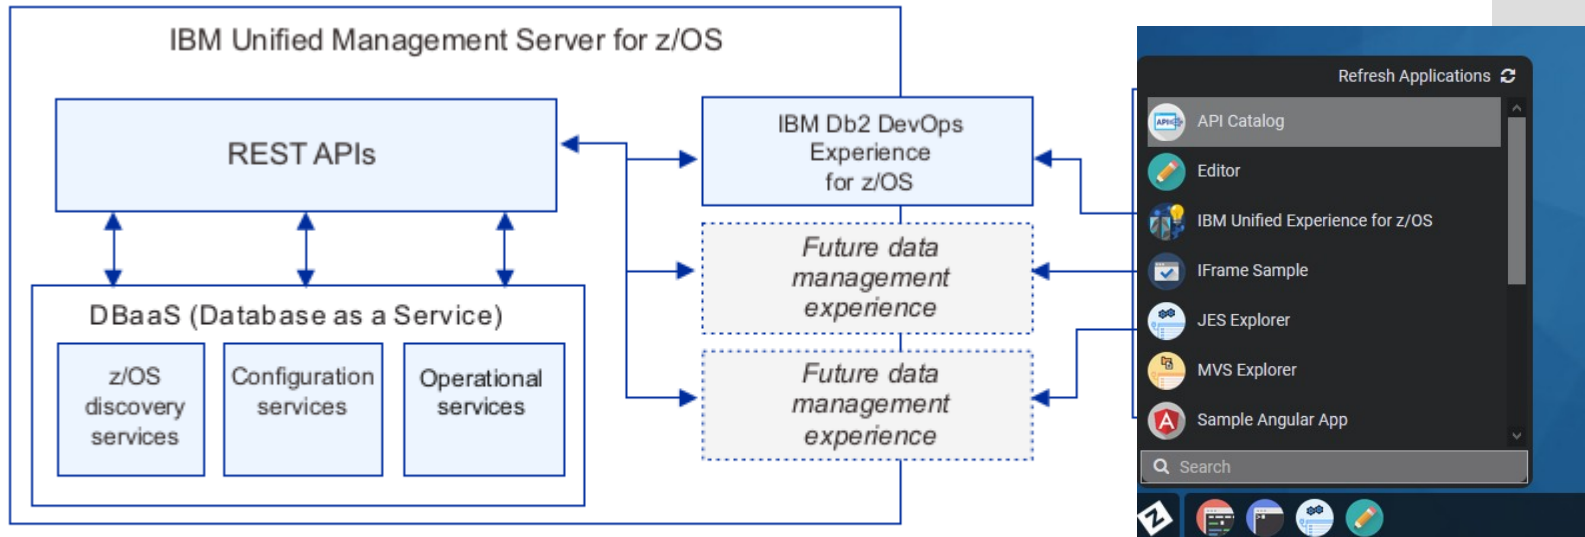 IBM Unified Management Server for z/OS
REST APIs
DBaaS (Database as a Service)
z/OS
discovery
services
Configuration
services
Operational
services
IBM Db2 DevOps
Experience
for z/OS
Future data
management
experience
Future data
management
experience
Refresh Applications
API Catalog
Editor
IBM Unified Experience for z/OS
IFrame Sample
JES Explorer
MVS Explorer
Sample Angular App
Search